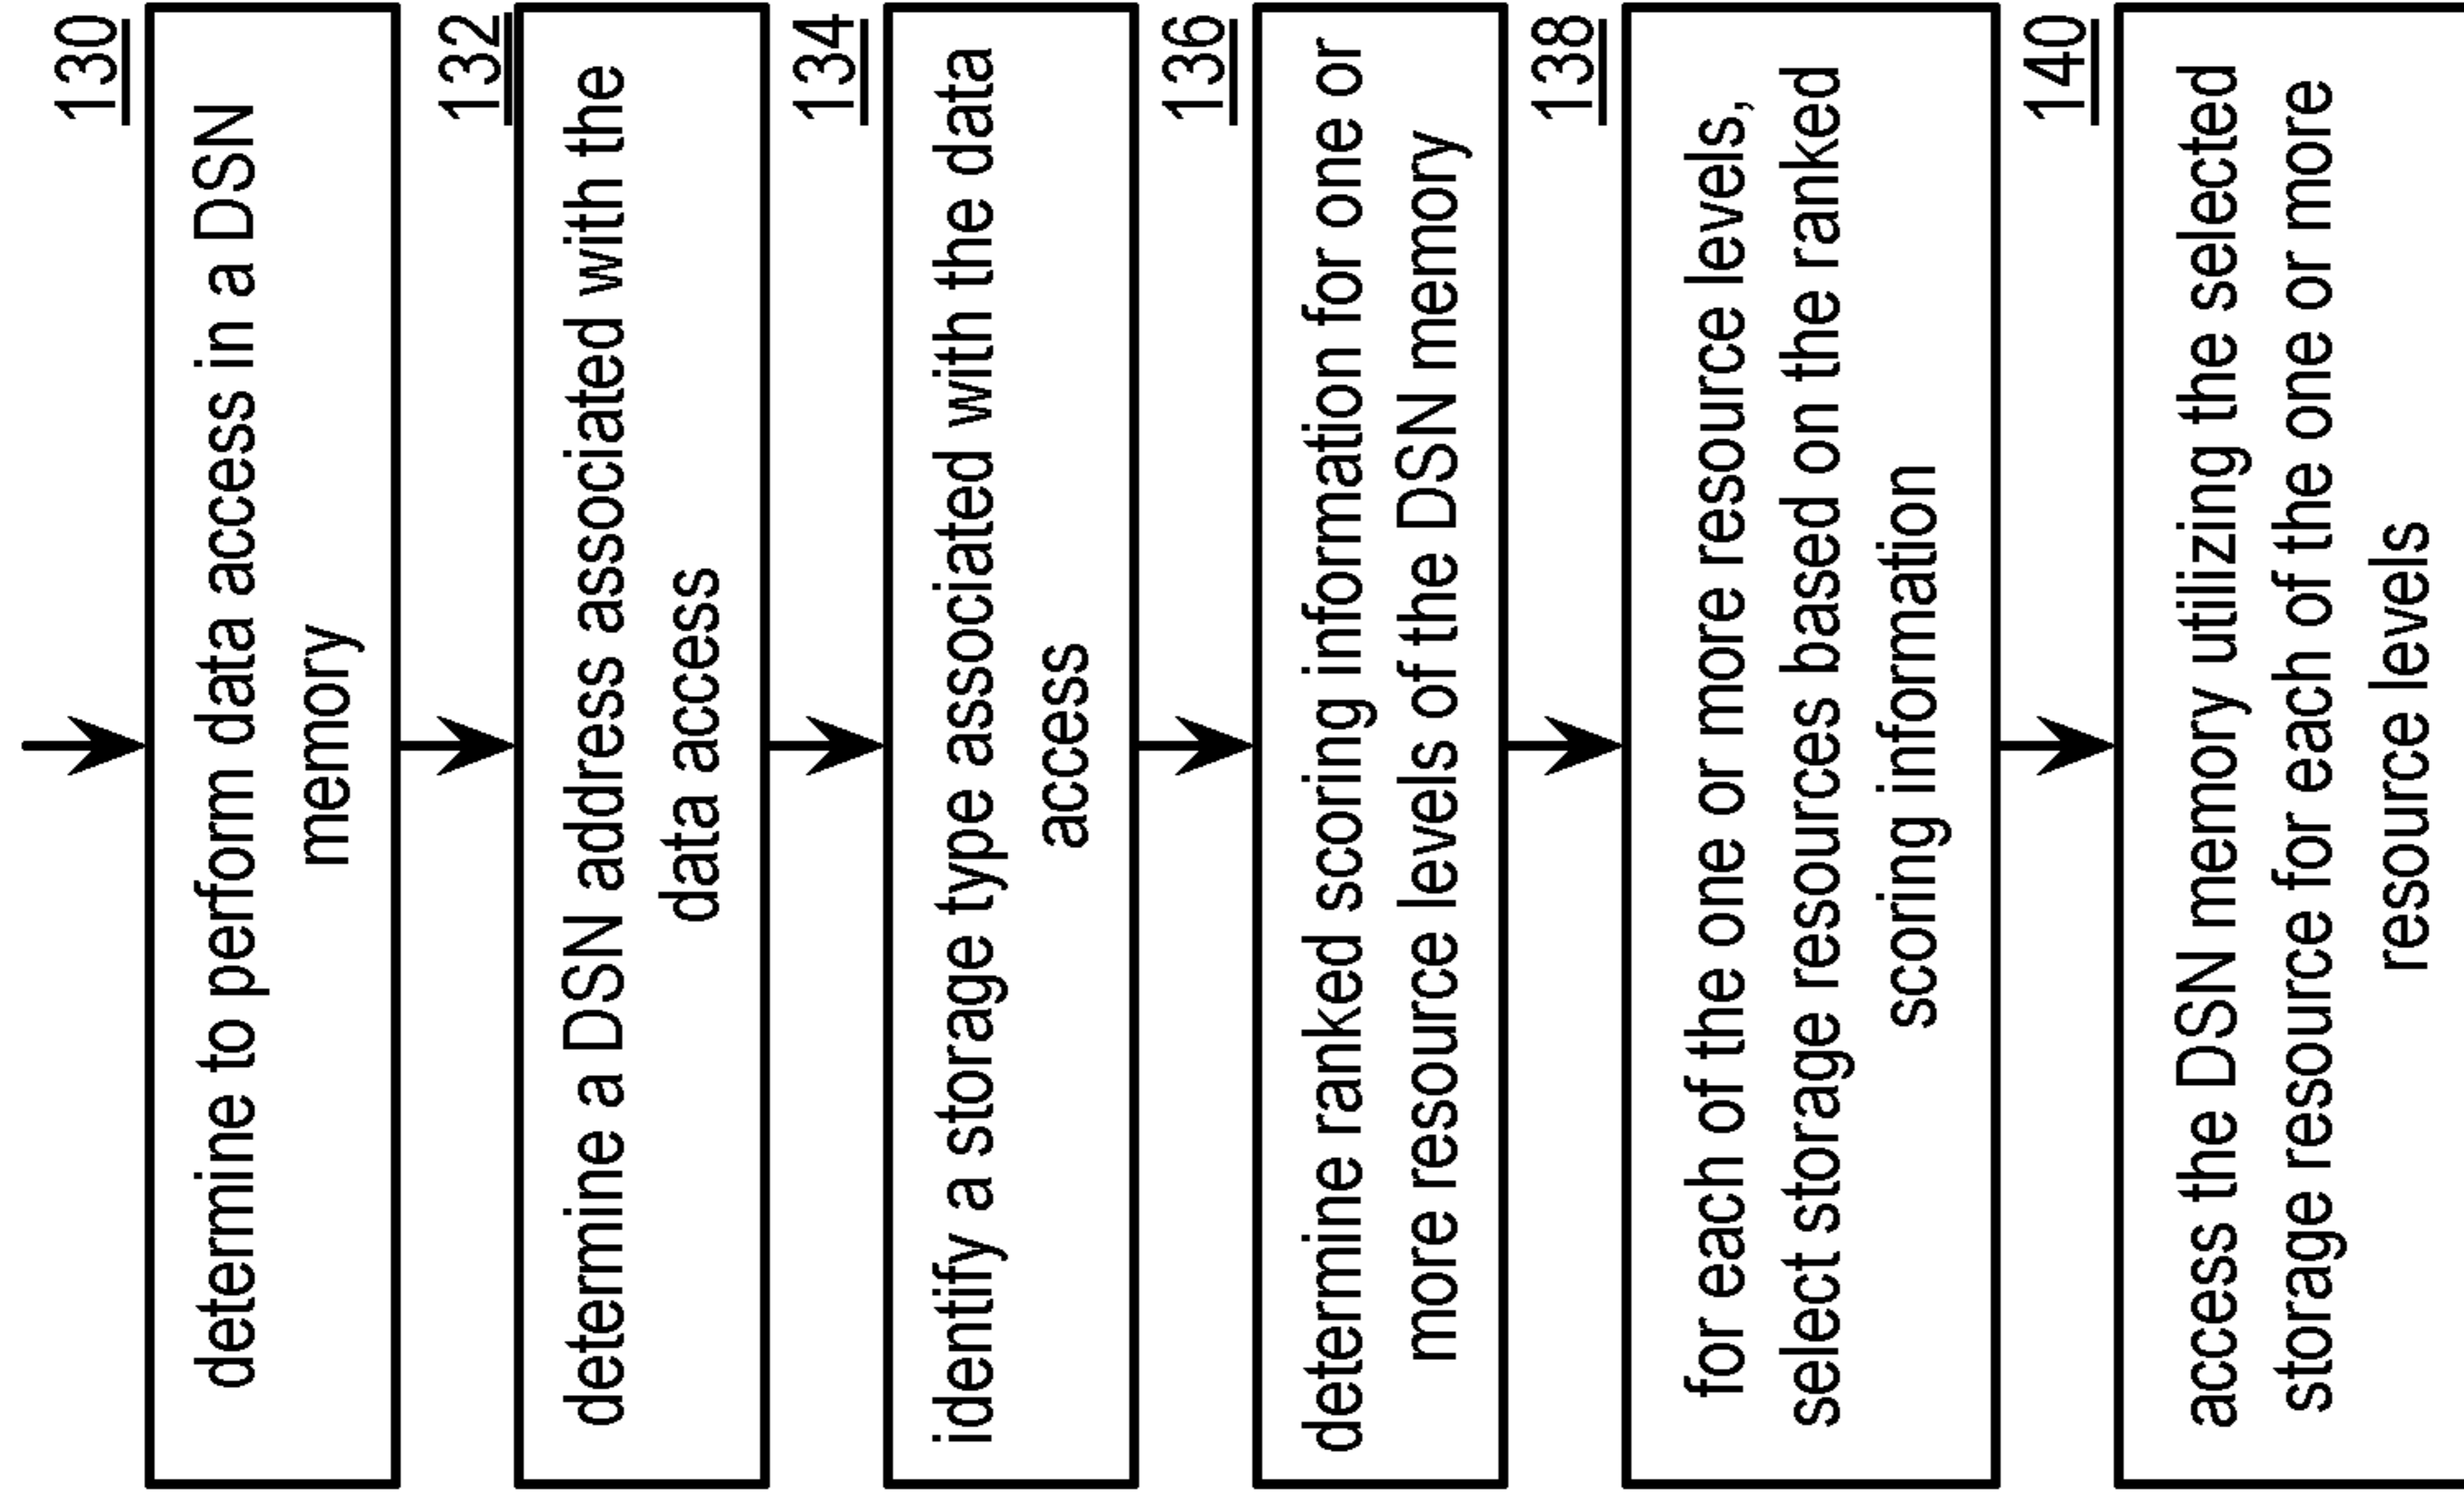 130
determine to perform data access in a DSN
memory
132
determine a DSN address associated with the
data access
134
identify a storage type associated with the data
access
136
determine ranked scoring information for one or
more resource levels of the DSN memory
138
for each of the one or more resource levels,
select storage resources based on the ranked
scoring information
140
access the DSN memory utilizing the selected
storage resource for each of the one or more
resource levels